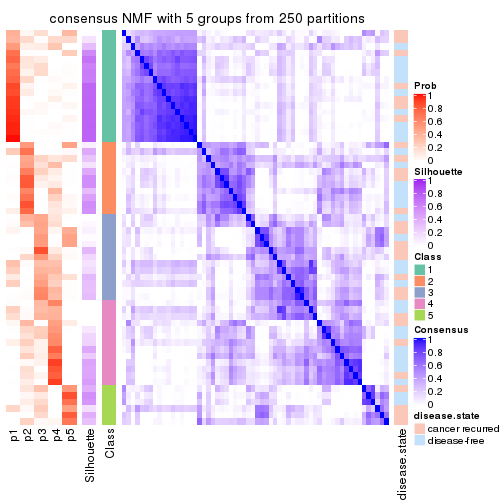 consensus NMF with 5 groups from 250 partitions
Prob
1
0.8
0.6
0.4
0.2
0
Silhouette
1
0.8
0.6
0.4
0.2
0
Class
1
2
3
4
5
Consensus
1
0.8
0.6
0.4
0.2
0
disease.state
cancer recurred
disease-free
p1
p2
p3
p4
p5
Silhouette
Class
disease.state